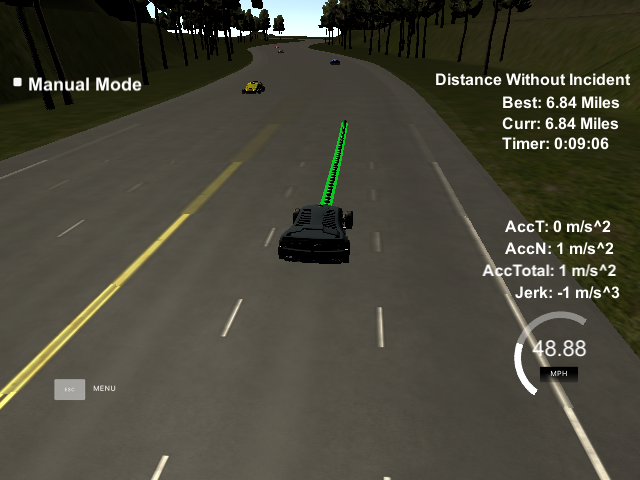 Manual Mode
Distance Without Incident
Best: 6.84 Miles
Curr: 6.84 Miles
Timer: 0:09:06
AccT: 0 m/s^2
AccN: 1 m/s^2
AccTotal: 1 m/s^2
Jerk: -1 m/s^3
48.88
MPH
ESC MENU